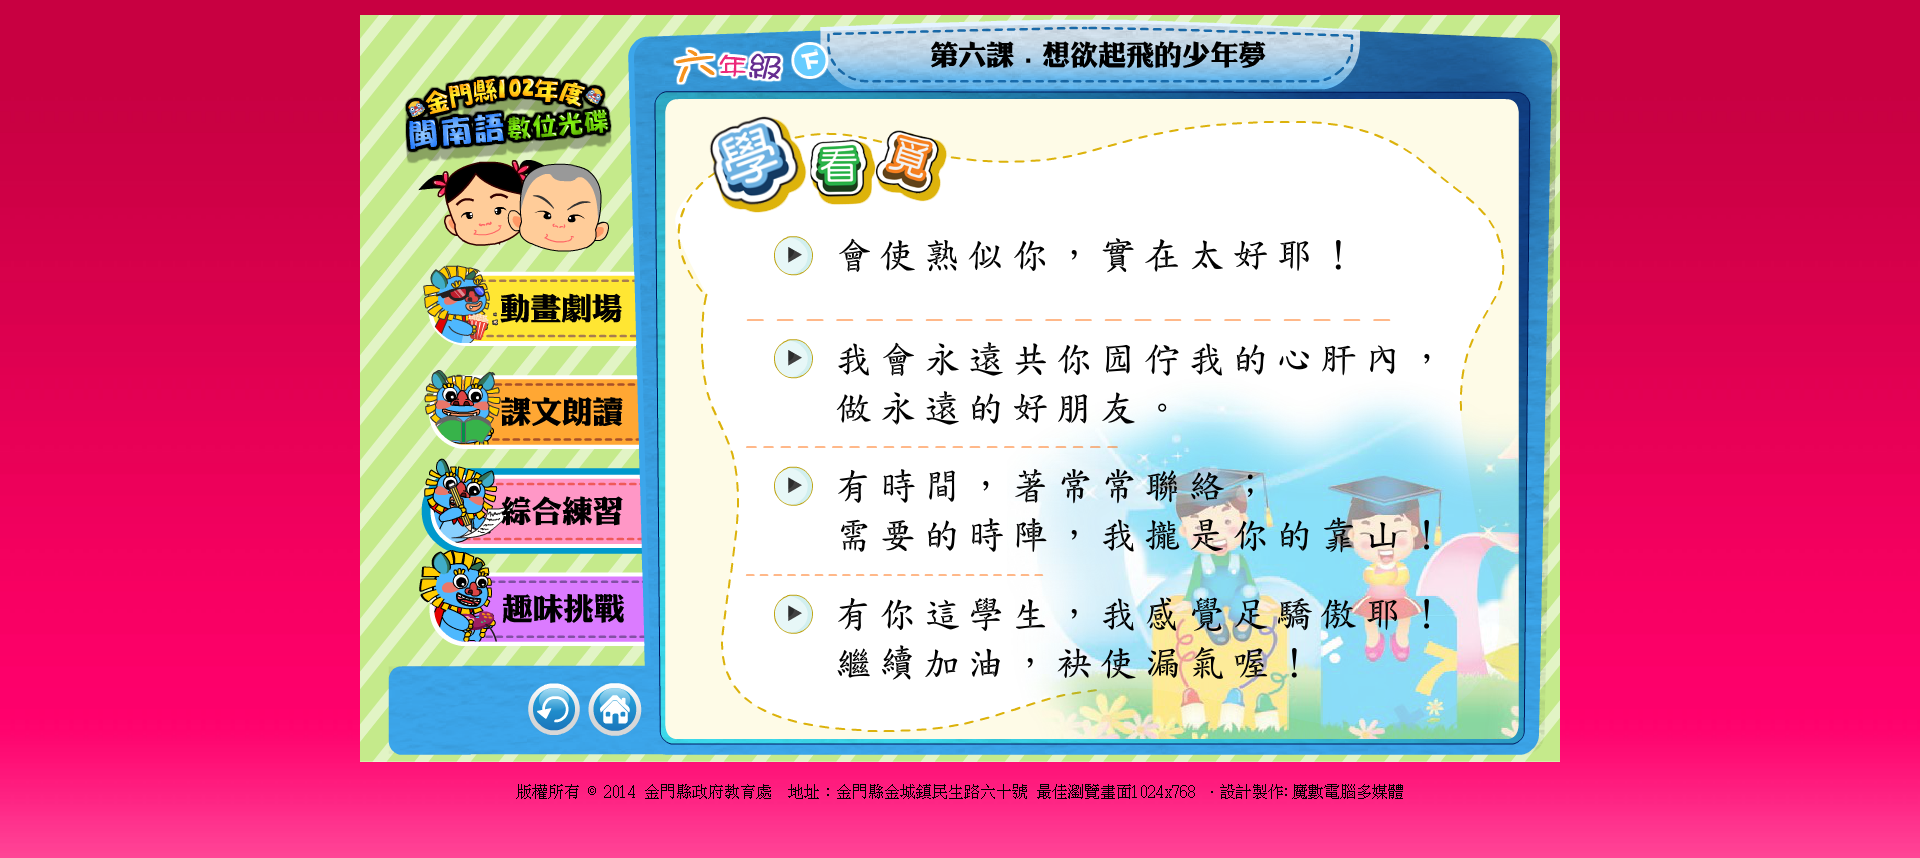 六年級 下
第六課．想欲起飛的少年夢
金門縣102年度
閩南語數位光碟
學看覓
動畫劇場
課文朗讀
綜合練習
趣味挑戰
會使熟似你，實在太好耶！
我會永遠共你囥佇我的心肝內，
做永遠的好朋友。
有時間，著常常聯絡；
需要的時陣，我攏是你的靠山！
有你這學生，我感覺足驕傲耶！
繼續加油，袂使漏氣喔！
版權所有 © 2014 金門縣政府教育處 地址：金門縣金城鎮民生路六十號 最佳瀏覽畫面1024x768 ．設計製作: 魔數電腦多媒體